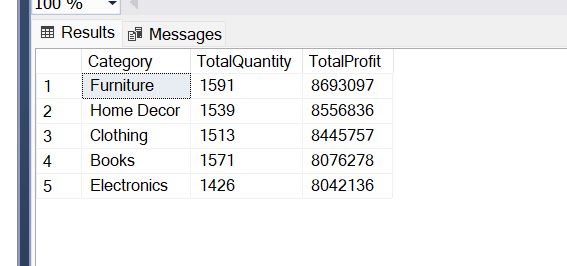 100 %
Results Messages
Category TotalQuantity TotalProfit
1 Furniture 1591 8693097
2 Home Decor 1539 8556836
3 Clothing 1513 8445757
4 Books 1571 8076278
5 Electronics 1426 8042136